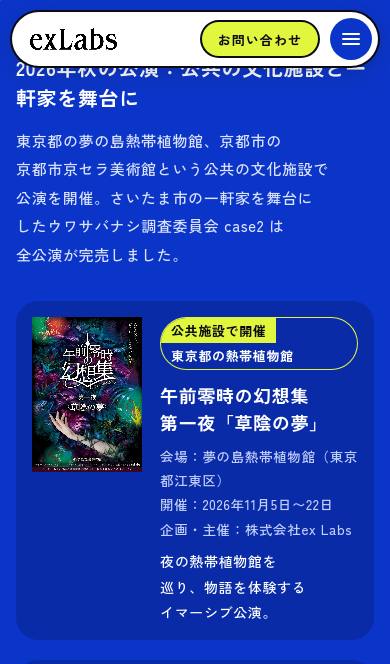 exLabs
お問い合わせ
2026年秋の公演：公共の文化施設と一
軒家を舞台に
東京都の夢の島熱帯植物館、京都市の
京都市京セラ美術館という公共の文化施設で
公演を開催。さいたま市の一軒家を舞台に
したウワサバナシ調査委員会 case2 は
全公演が完売しました。
午前零時の
幻想集
第一夜
「草陰の夢」
公共施設で開催
東京都の熱帯植物館
午前零時の幻想集
第一夜「草陰の夢」
会場：夢の島熱帯植物館（東京
都江東区）
開催：2026年11月5日〜22日
企画・主催：株式会社ex Labs
夜の熱帯植物館を
巡り、物語を体験する
イマーシブ公演。